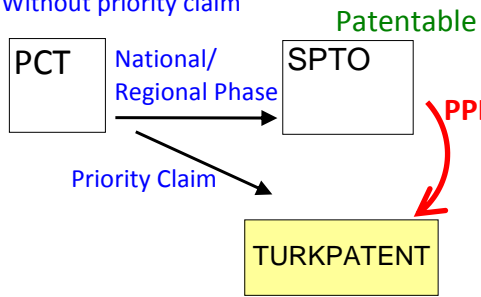 Without priority claim
Patentable
PCT
National/
Regional Phase
SPTO
Priority Claim
TURKPATENT